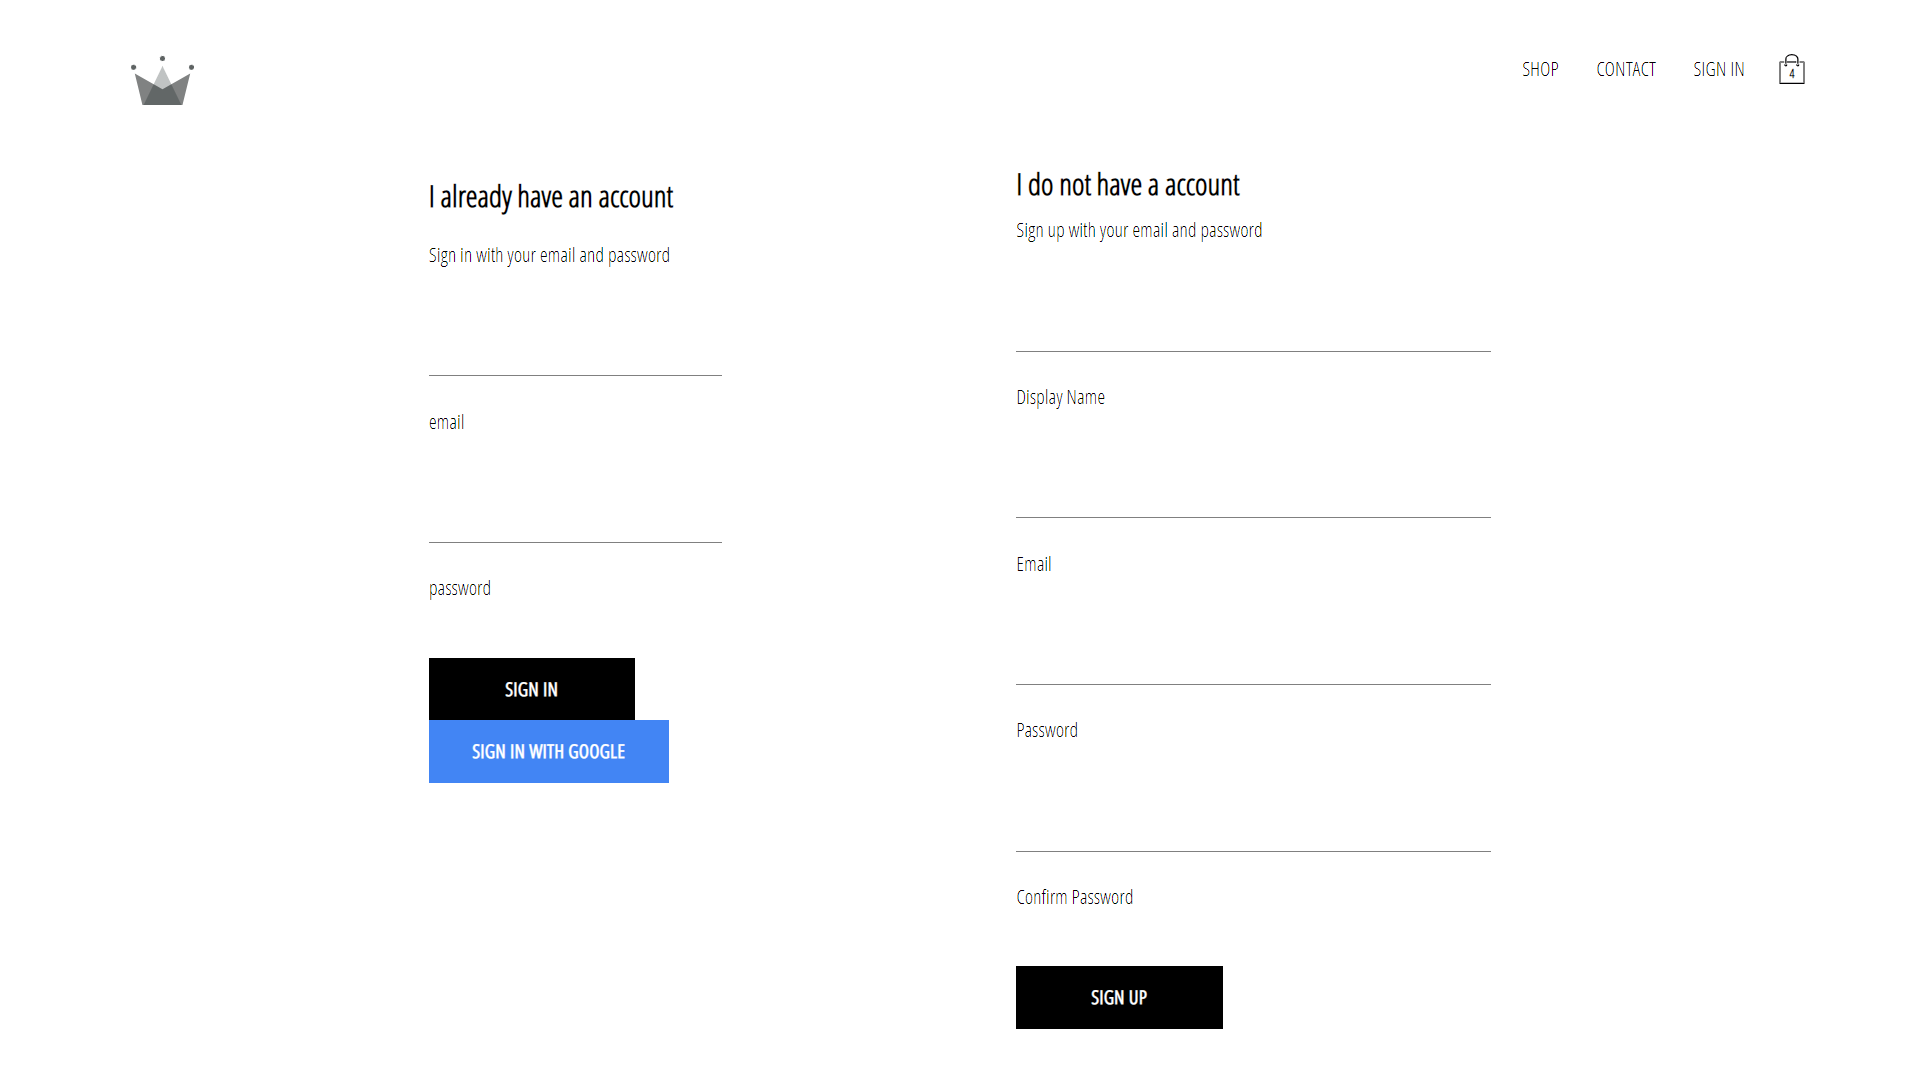 SHOP CONTACT SIGN IN 4
I already have an account
Sign in with your email and password
email
password
SIGN IN
SIGN IN WITH GOOGLE
I do not have a account
Sign up with your email and password
Display Name
Email
Password
Confirm Password
SIGN UP